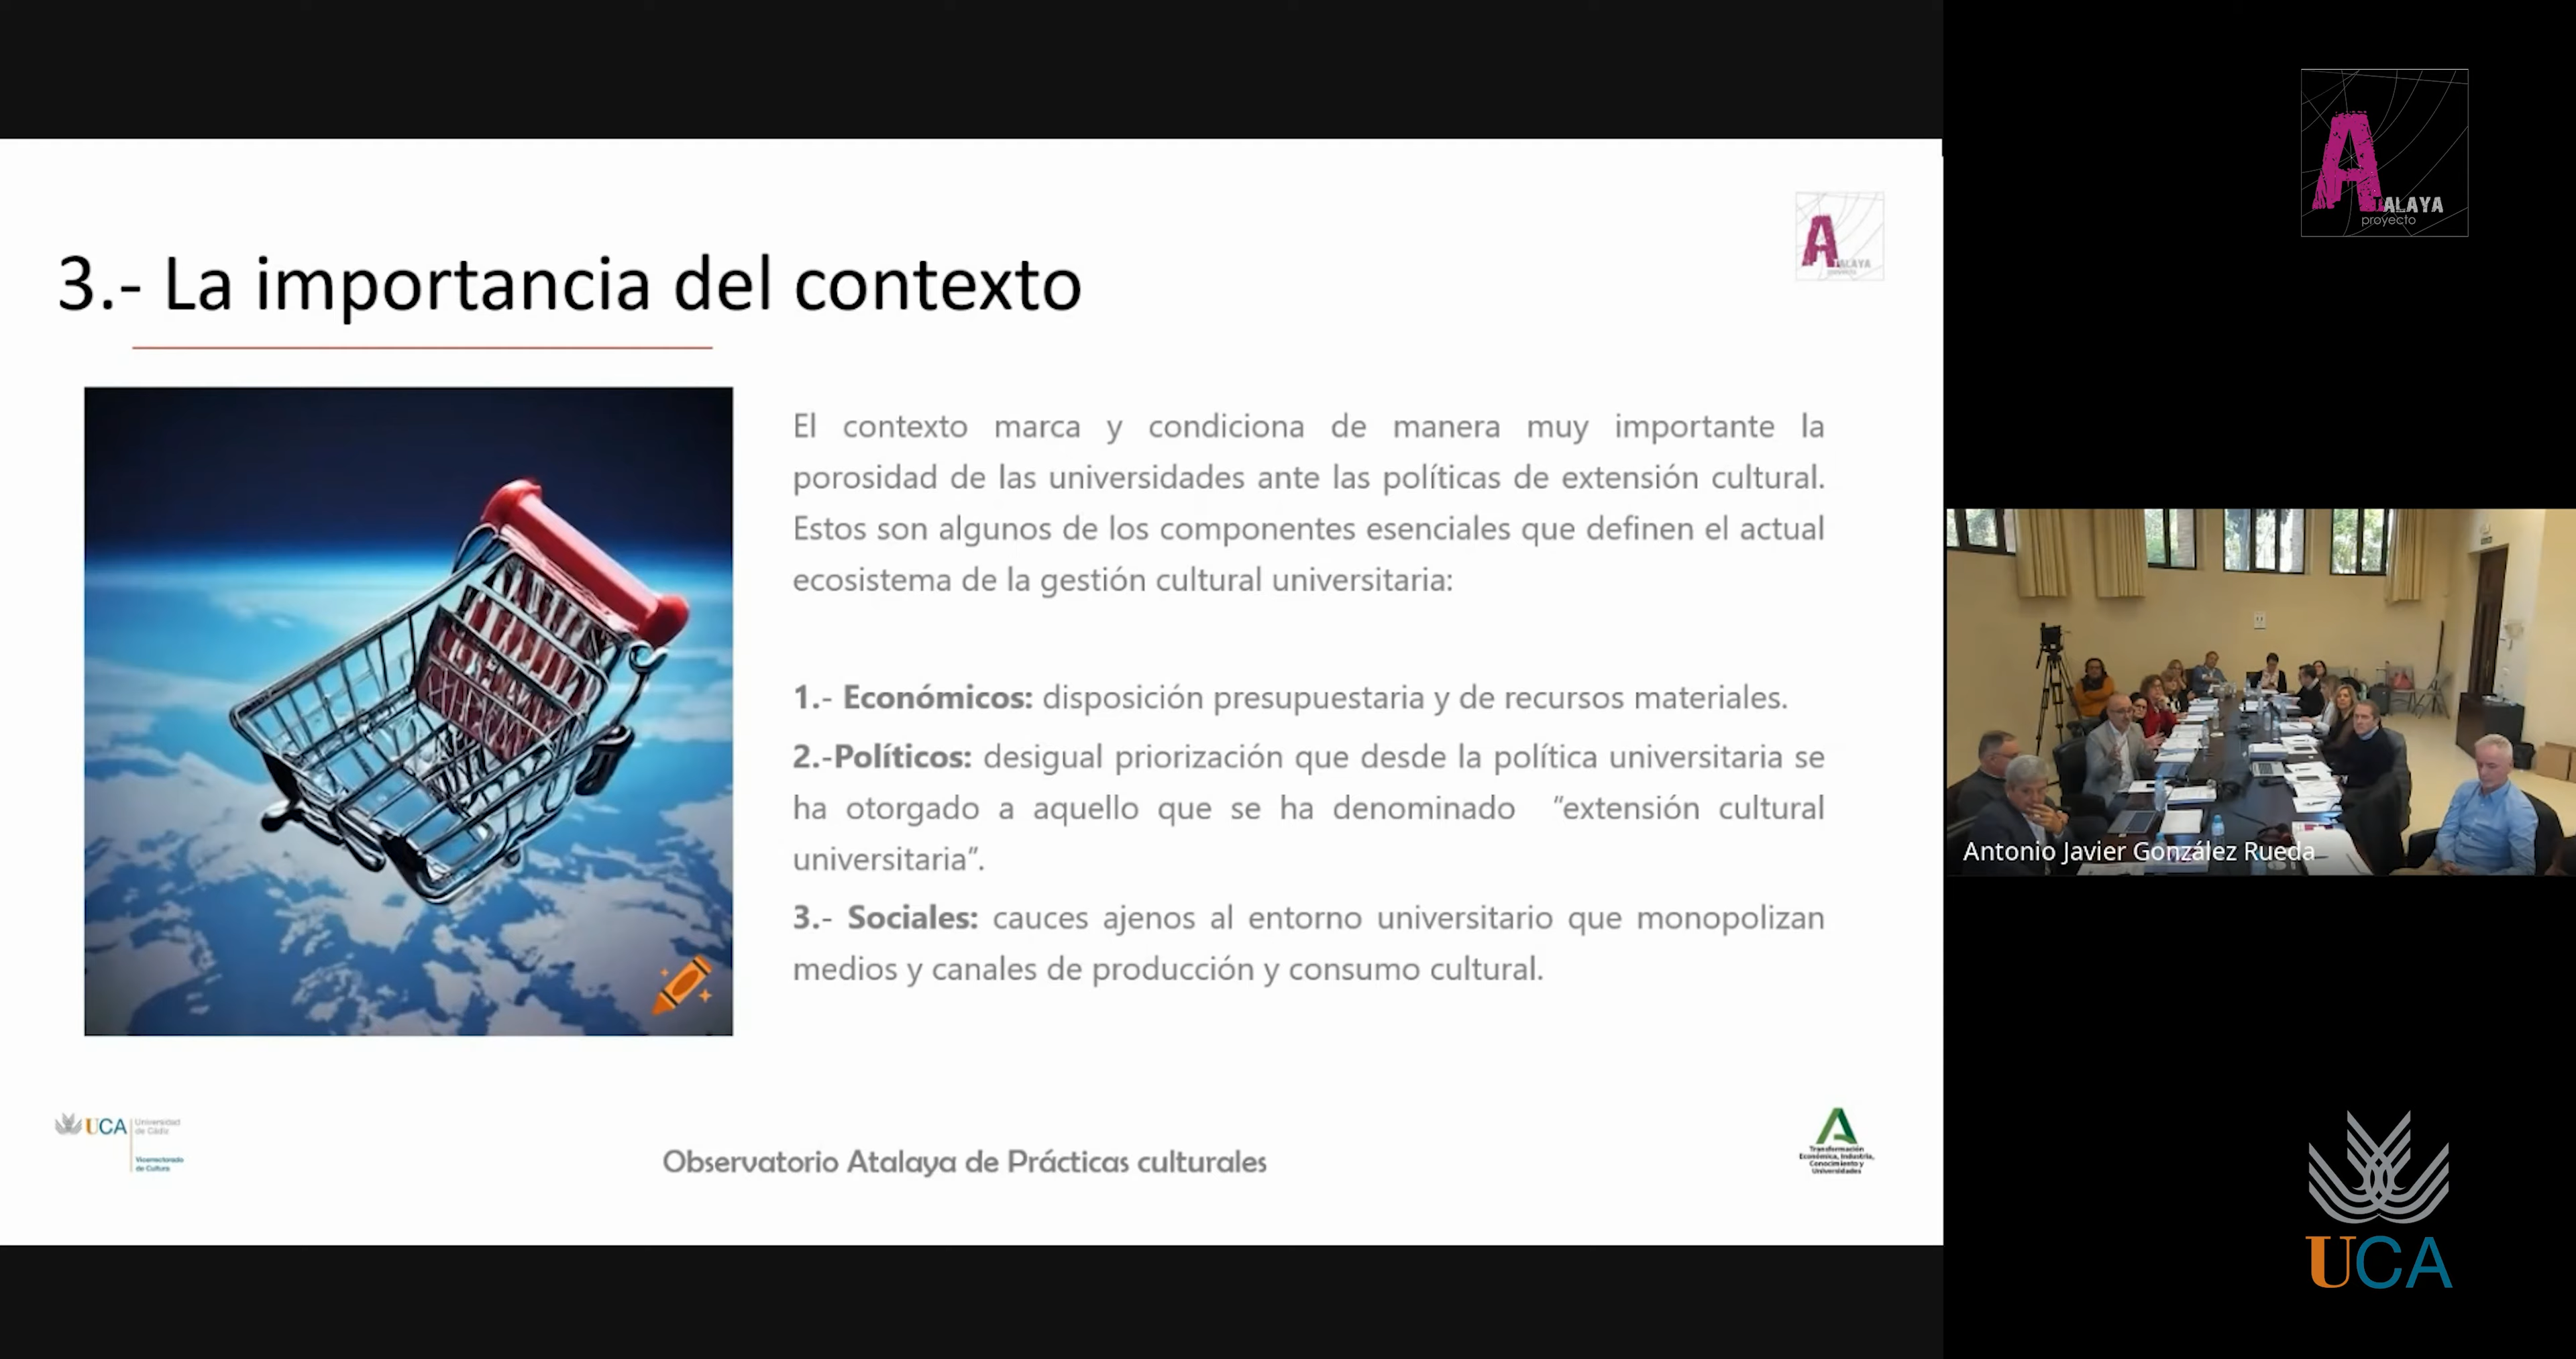 ATALAYA
proyecto
ATALAYA
3.- La importancia del contexto
El contexto marca y condiciona de manera muy importante la
porosidad de las universidades ante las políticas de extensión cultural.
Estos son algunos de los componentes esenciales que definen el actual
ecosistema de la gestión cultural universitaria:
1.- Económicos: disposición presupuestaria y de recursos materiales.
2.-Políticos: desigual priorización que desde la política universitaria se
ha otorgado a aquello que se ha denominado “extensión cultural
universitaria”.
3.- Sociales: cauces ajenos al entorno universitario que monopolizan
medios y canales de producción y consumo cultural.
Antonio Javier González Rueda
UCA
Universidad
de Cádiz
Vicerrectorado
de Cultura
Observatorio Atalaya de Prácticas culturales
Transformación
Económica, Industria,
Conocimiento y
Universidades
UCA